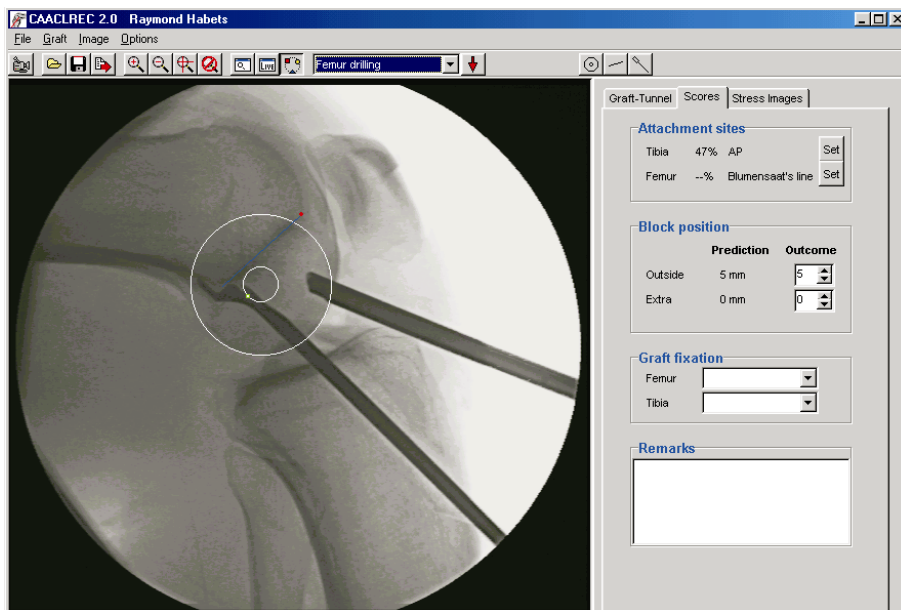 CAACLREC 2.0 Raymond Habets
File Graft Image Options
Femur drilling
Graft-Tunnel Scores Stress Images
Attachment sites
Tibia 47% AP Set
Femur --% Blumensaat's line Set
Block position
Prediction Outcome
Outside 5 mm 5
Extra 0 mm 0
Graft fixation
Femur
Tibia
Remarks